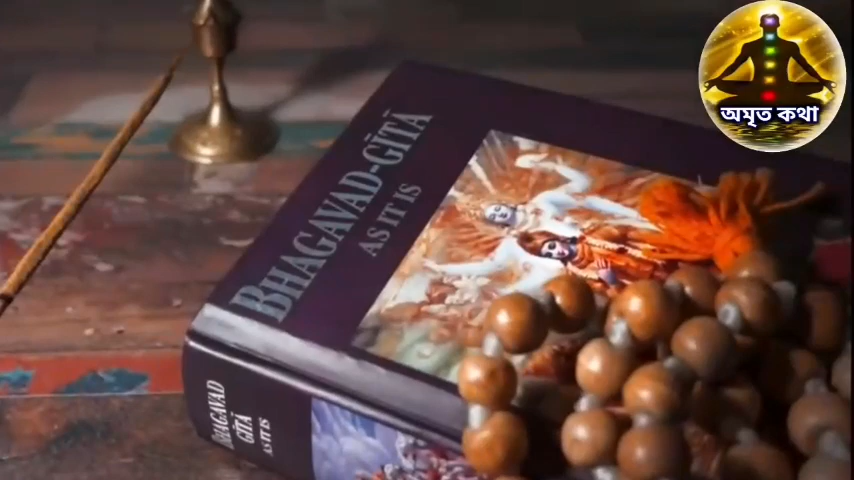 অমৃত কথা
BHAGAVAD-GĪTĀ
AS IT IS
BHAGAVAD
GĪTĀ
AS IT IS